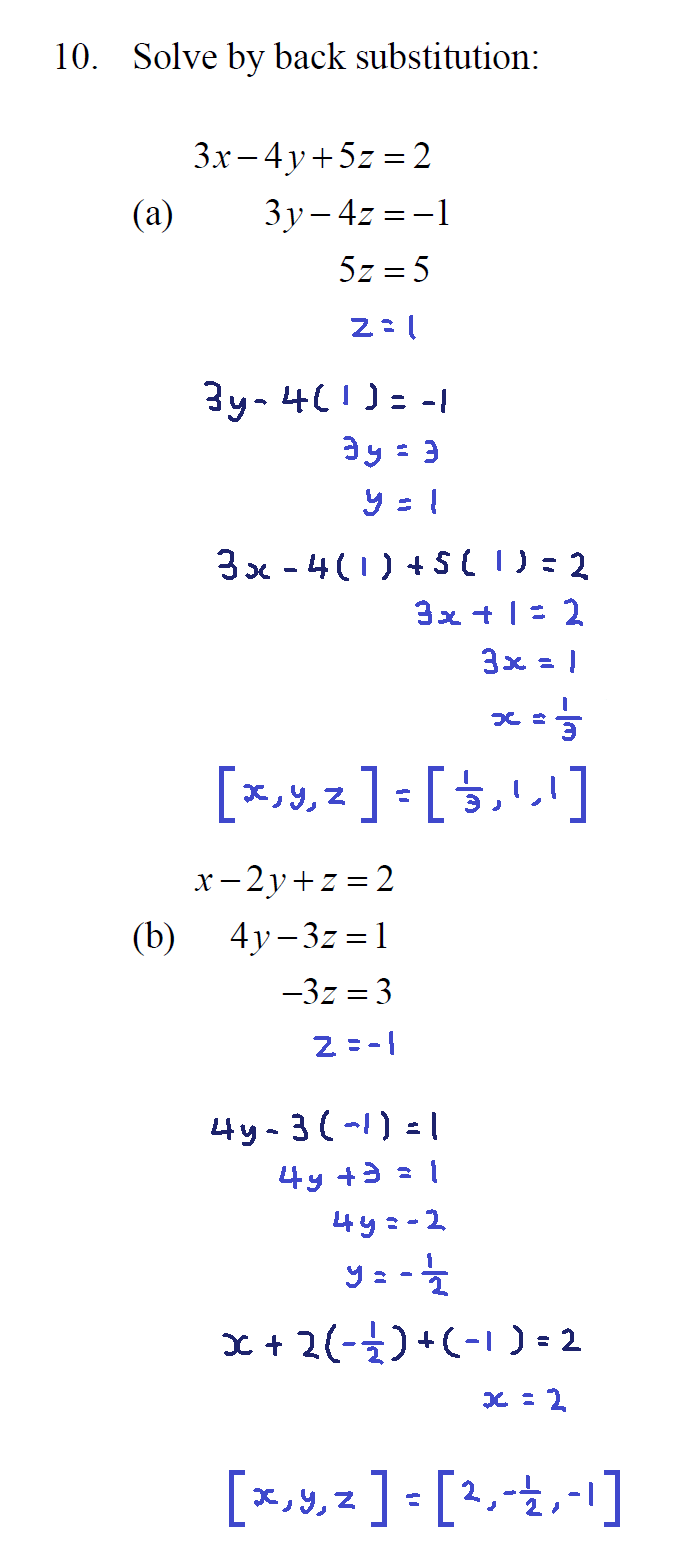 10. Solve by back substitution:
3x − 4y + 5z = 2
(a) 3y − 4z = −1
5z = 5
z = 1
3y - 4( 1 ) = -1
3y = 3
y = 1
3x - 4( 1 ) + 5( 1 ) = 2
3x + 1 = 2
3x = 1
x = 1/3
[x, y, z] = [1/3, 1, 1]
x − 2y + z = 2
(b) 4y − 3z = 1
−3z = 3
z = -1
4y - 3( -1 ) = 1
4y + 3 = 1
4y = -2
y = -1/2
x + 2(-1/2) + ( -1 ) = 2
x = 2
[x, y, z] = [2, -1/2, -1]